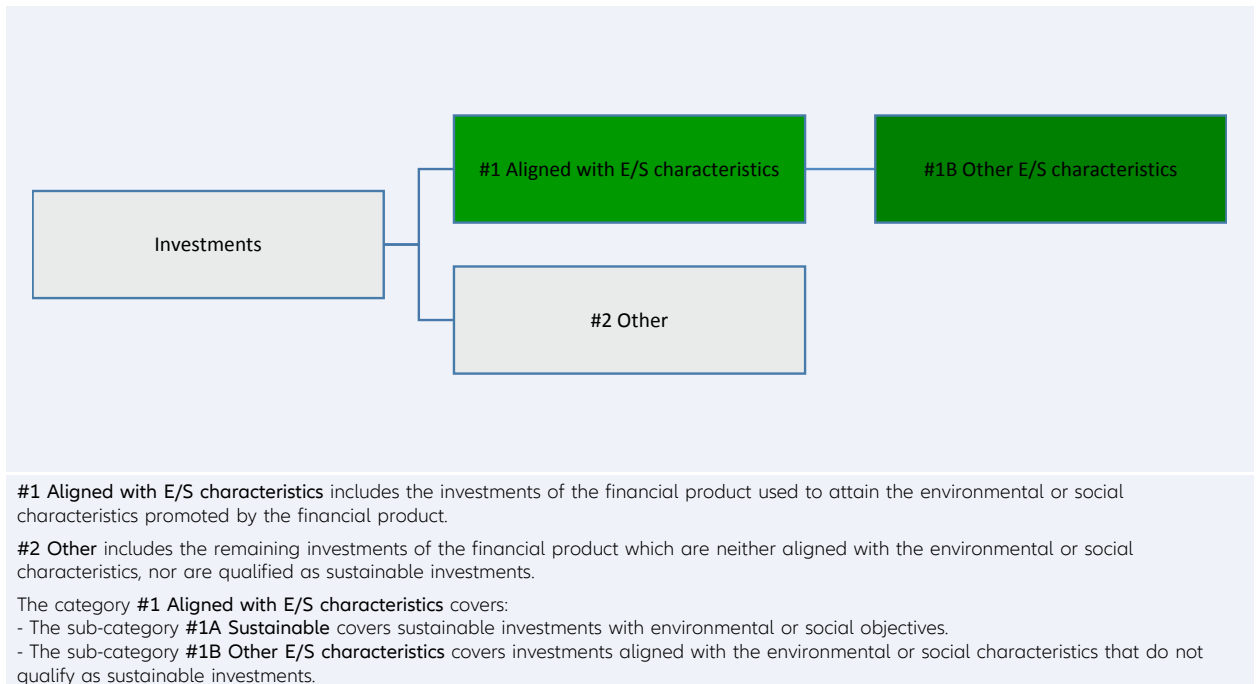 #1 Aligned with E/S characteristics
#1B Other E/S characteristics
Investments
#2 Other
#1 Aligned with E/S characteristics includes the investments of the financial product used to attain the environmental or social
characteristics promoted by the financial product.
#2 Other includes the remaining investments of the financial product which are neither aligned with the environmental or social
characteristics, nor are qualified as sustainable investments.
The category #1 Aligned with E/S characteristics covers:
- The sub-category #1A Sustainable covers sustainable investments with environmental or social objectives.
- The sub-category #1B Other E/S characteristics covers investments aligned with the environmental or social characteristics that do not
qualify as sustainable investments.